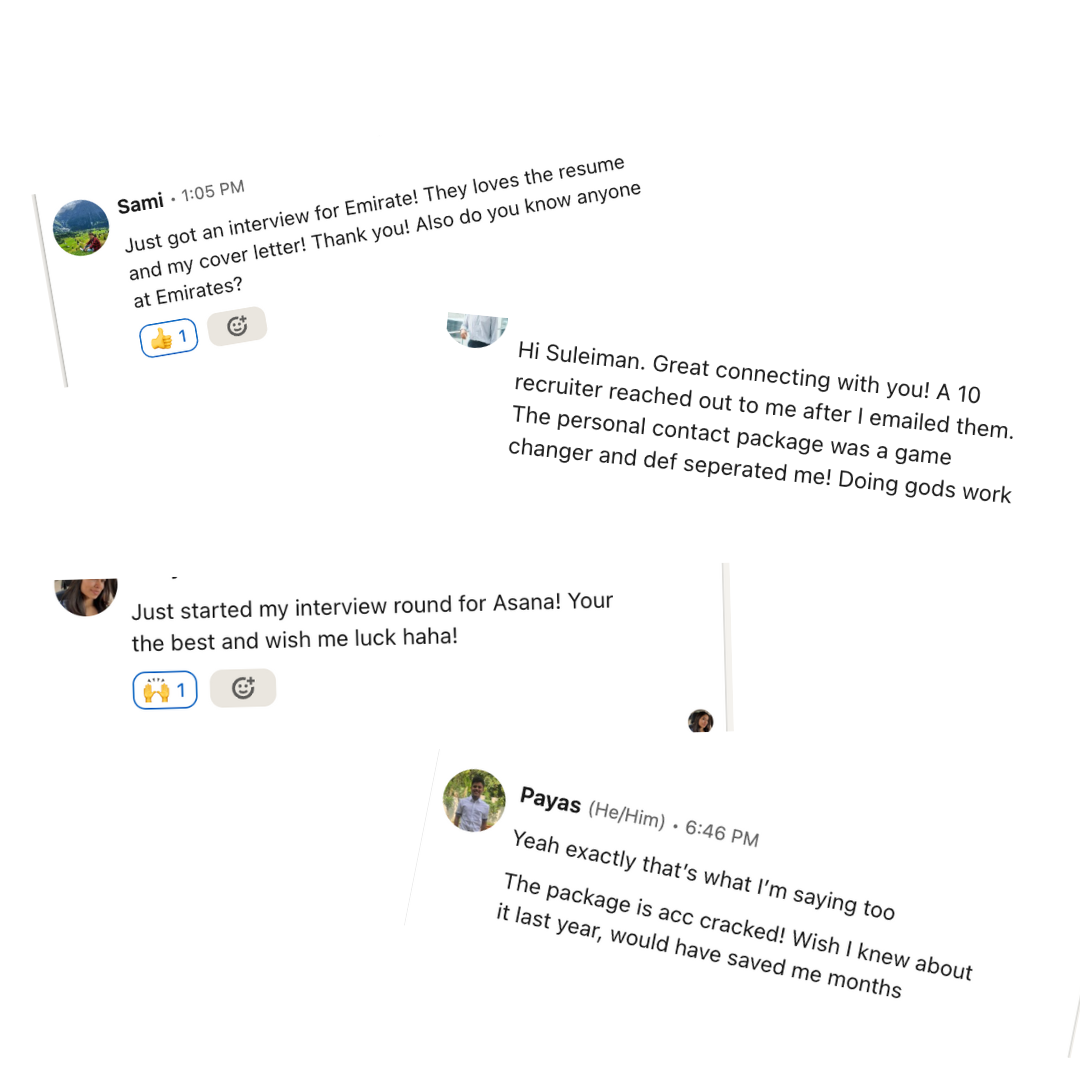 Sami • 1:05 PM
Just got an interview for Emirate! They loves the resume
and my cover letter! Thank you! Also do you know anyone
at Emirates?
👍 1
Hi Suleiman. Great connecting with you! A 10
recruiter reached out to me after I emailed them.
The personal contact package was a game
changer and def seperated me! Doing gods work
Just started my interview round for Asana! Your
the best and wish me luck haha!
🙌 1
Payas (He/Him) • 6:46 PM
Yeah exactly that's what I'm saying too
The package is acc cracked! Wish I knew about
it last year, would have saved me months